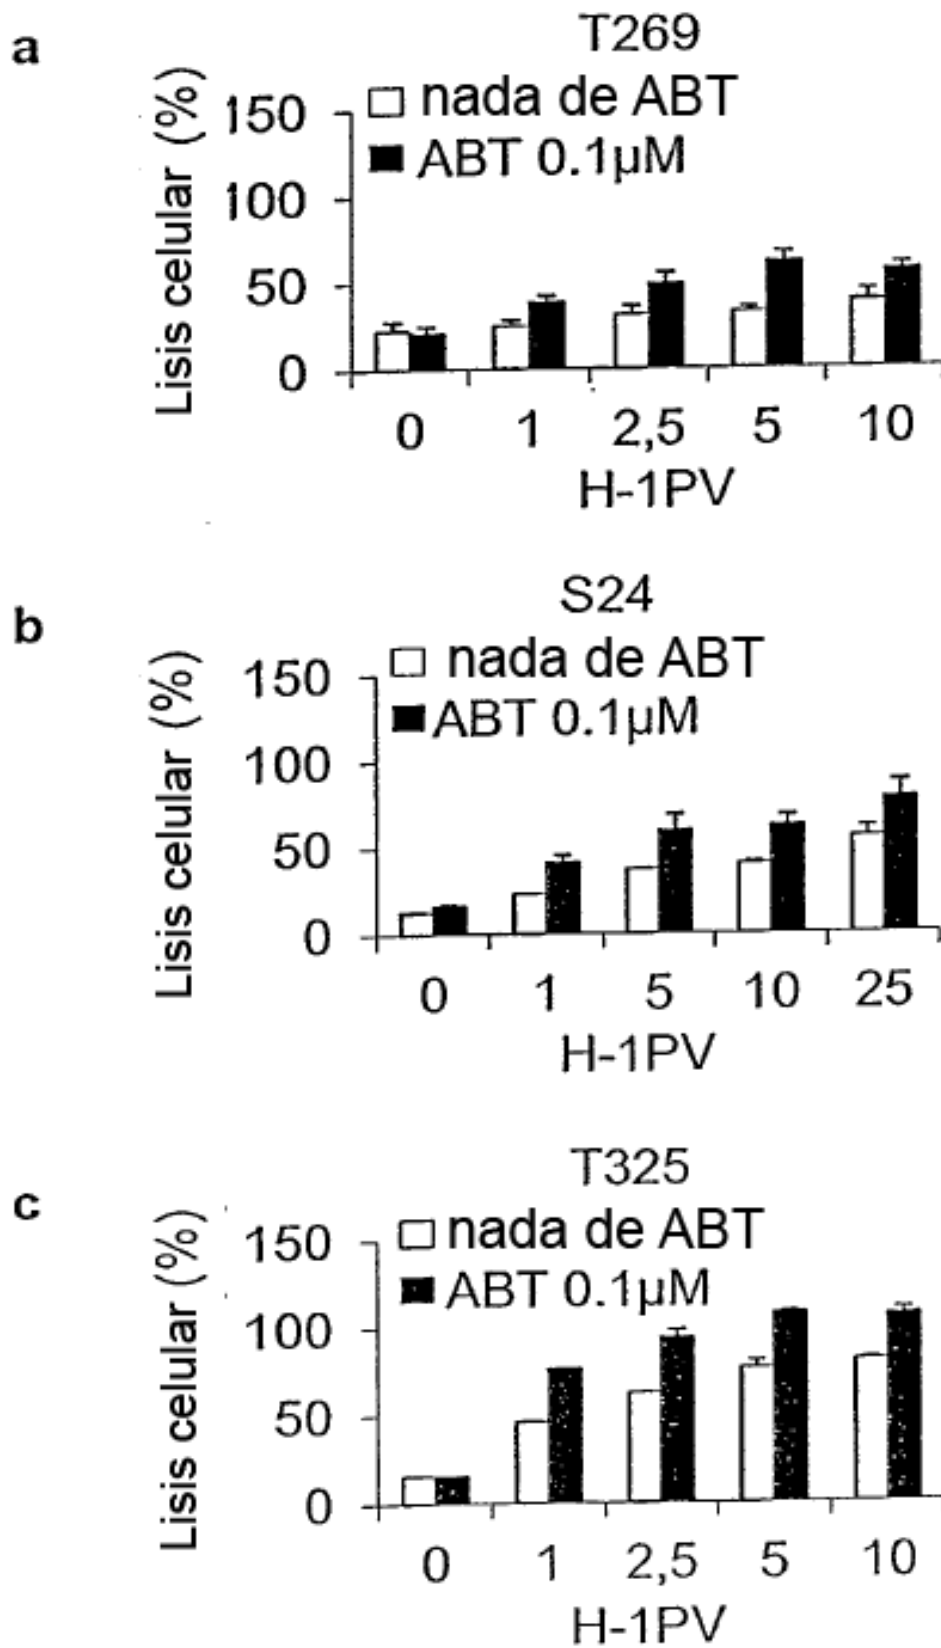 a
T269
nada de ABT
ABT 0.1µM
Lisis celular (%)
150
100
50
0
0 1 2,5 5 10
H-1PV
b
S24
nada de ABT
ABT 0.1µM
Lisis celular (%)
150
100
50
0
0 1 5 10 25
H-1PV
c
T325
nada de ABT
ABT 0.1µM
Lisis celular (%)
150
100
50
0
0 1 2,5 5 10
H-1PV